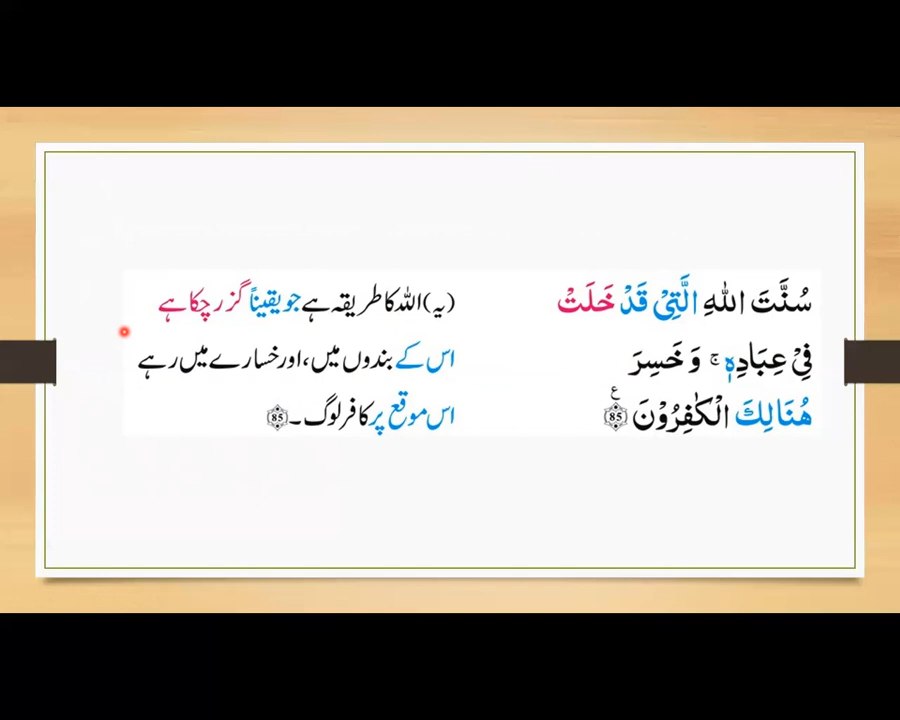 سُنَّتَ اللّٰهِ الَّتِیْ قَدْ خَلَتْ
فِیْ عِبَادِهٖ ۚ وَ خَسِرَ
هُنَالِكَ الْكٰفِرُوْنَ ﴿85﴾ ع
(یہ) اللہ کا طریقہ ہے جو یقیناً گزر چکا ہے
اس کے بندوں میں، اور خسارے میں رہے
اس موقع پر کافر لوگ۔ ﴿85﴾